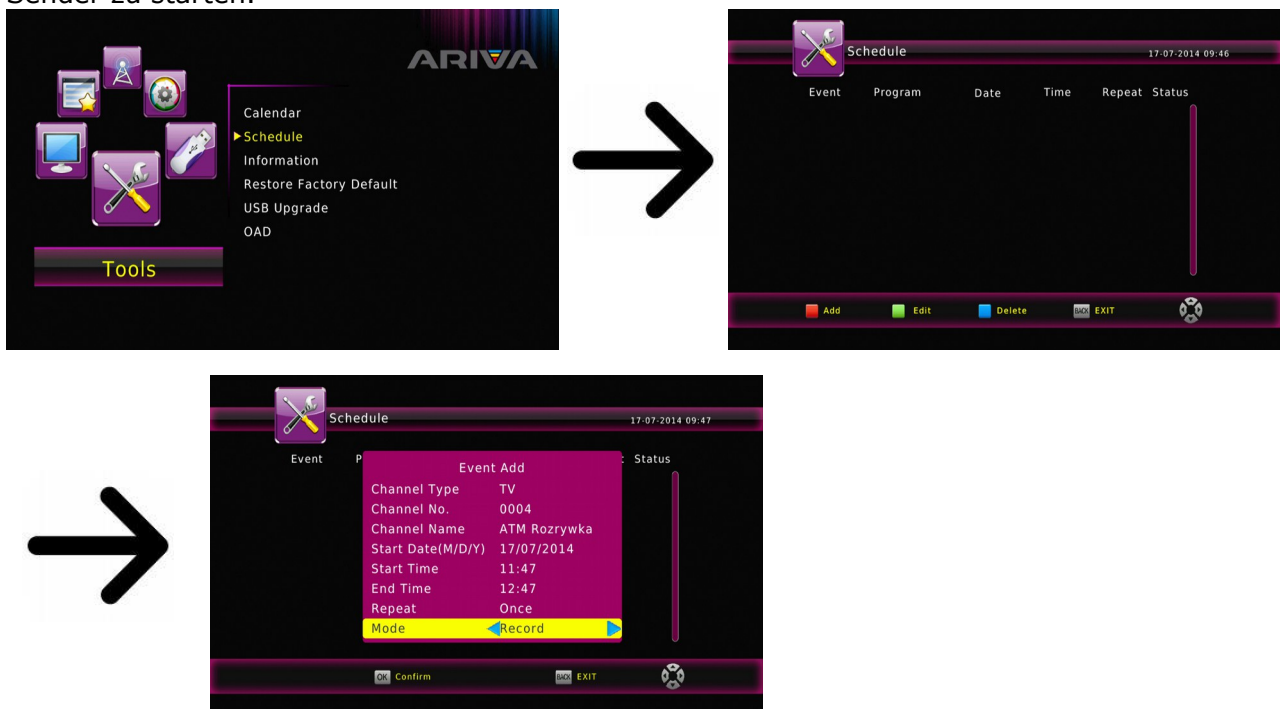 Sender zu starten.
ARIVA
Calendar
Schedule
Information
Restore Factory Default
USB Upgrade
OAD
Tools
Schedule 17-07-2014 09:46
Event Program Date Time Repeat Status
Add Edit Delete BACK EXIT
Schedule 17-07-2014 09:47
Event P t Status
Event Add
Channel Type TV
Channel No. 0004
Channel Name ATM Rozrywka
Start Date(M/D/Y) 17/07/2014
Start Time 11:47
End Time 12:47
Repeat Once
Mode Record
OK Confirm BACK EXIT